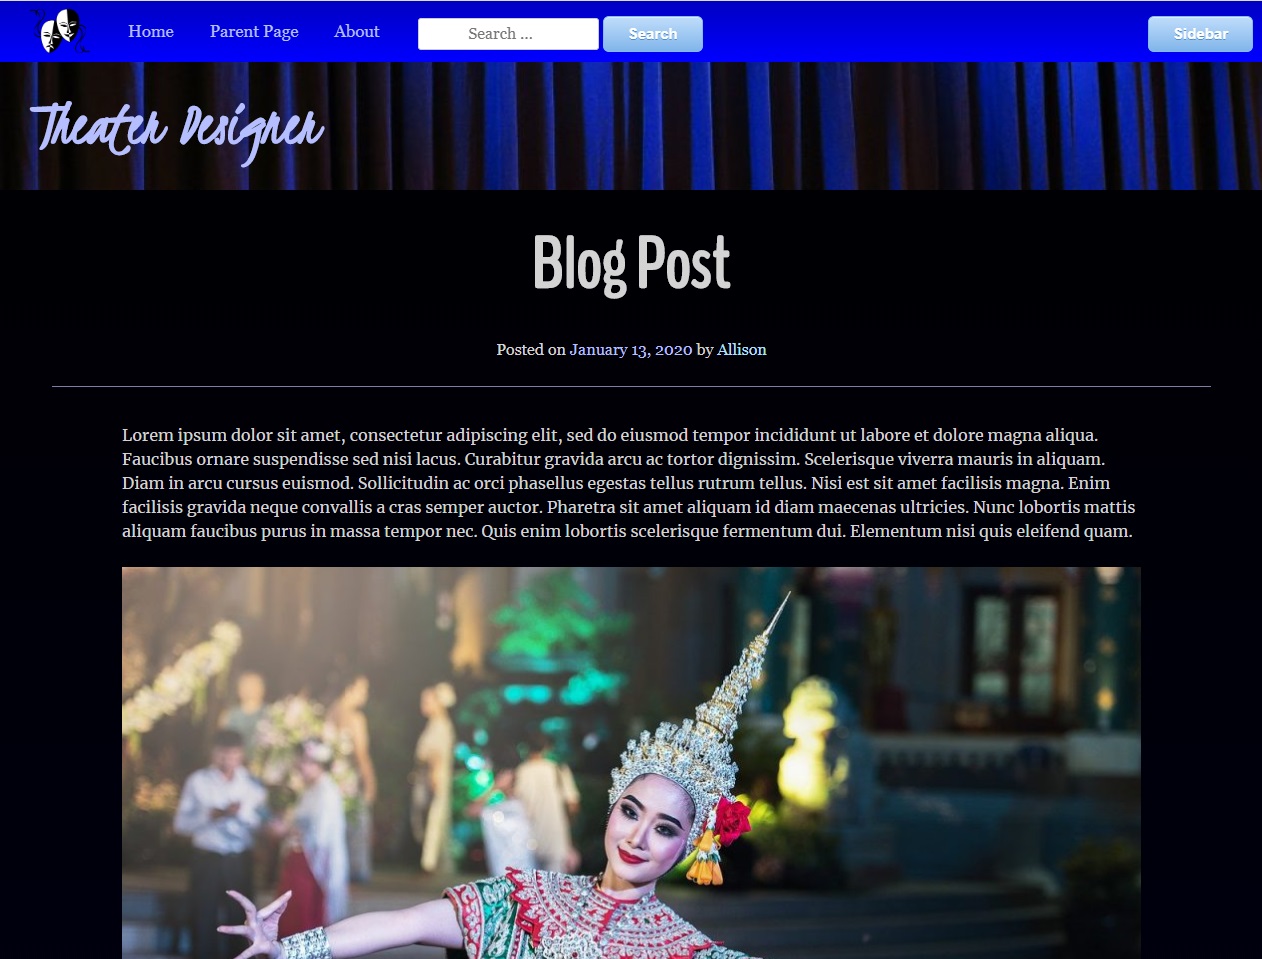 Home Parent Page About Search ... Search Sidebar
Theater Designer
Blog Post
Posted on January 13, 2020 by Allison
Lorem ipsum dolor sit amet, consectetur adipiscing elit, sed do eiusmod tempor incididunt ut labore et dolore magna aliqua.
Faucibus ornare suspendisse sed nisi lacus. Curabitur gravida arcu ac tortor dignissim. Scelerisque viverra mauris in aliquam.
Diam in arcu cursus euismod. Sollicitudin ac orci phasellus egestas tellus rutrum tellus. Nisi est sit amet facilisis magna. Enim
facilisis gravida neque convallis a cras semper auctor. Pharetra sit amet aliquam id diam maecenas ultricies. Nunc lobortis mattis
aliquam faucibus purus in massa tempor nec. Quis enim lobortis scelerisque fermentum dui. Elementum nisi quis eleifend quam.